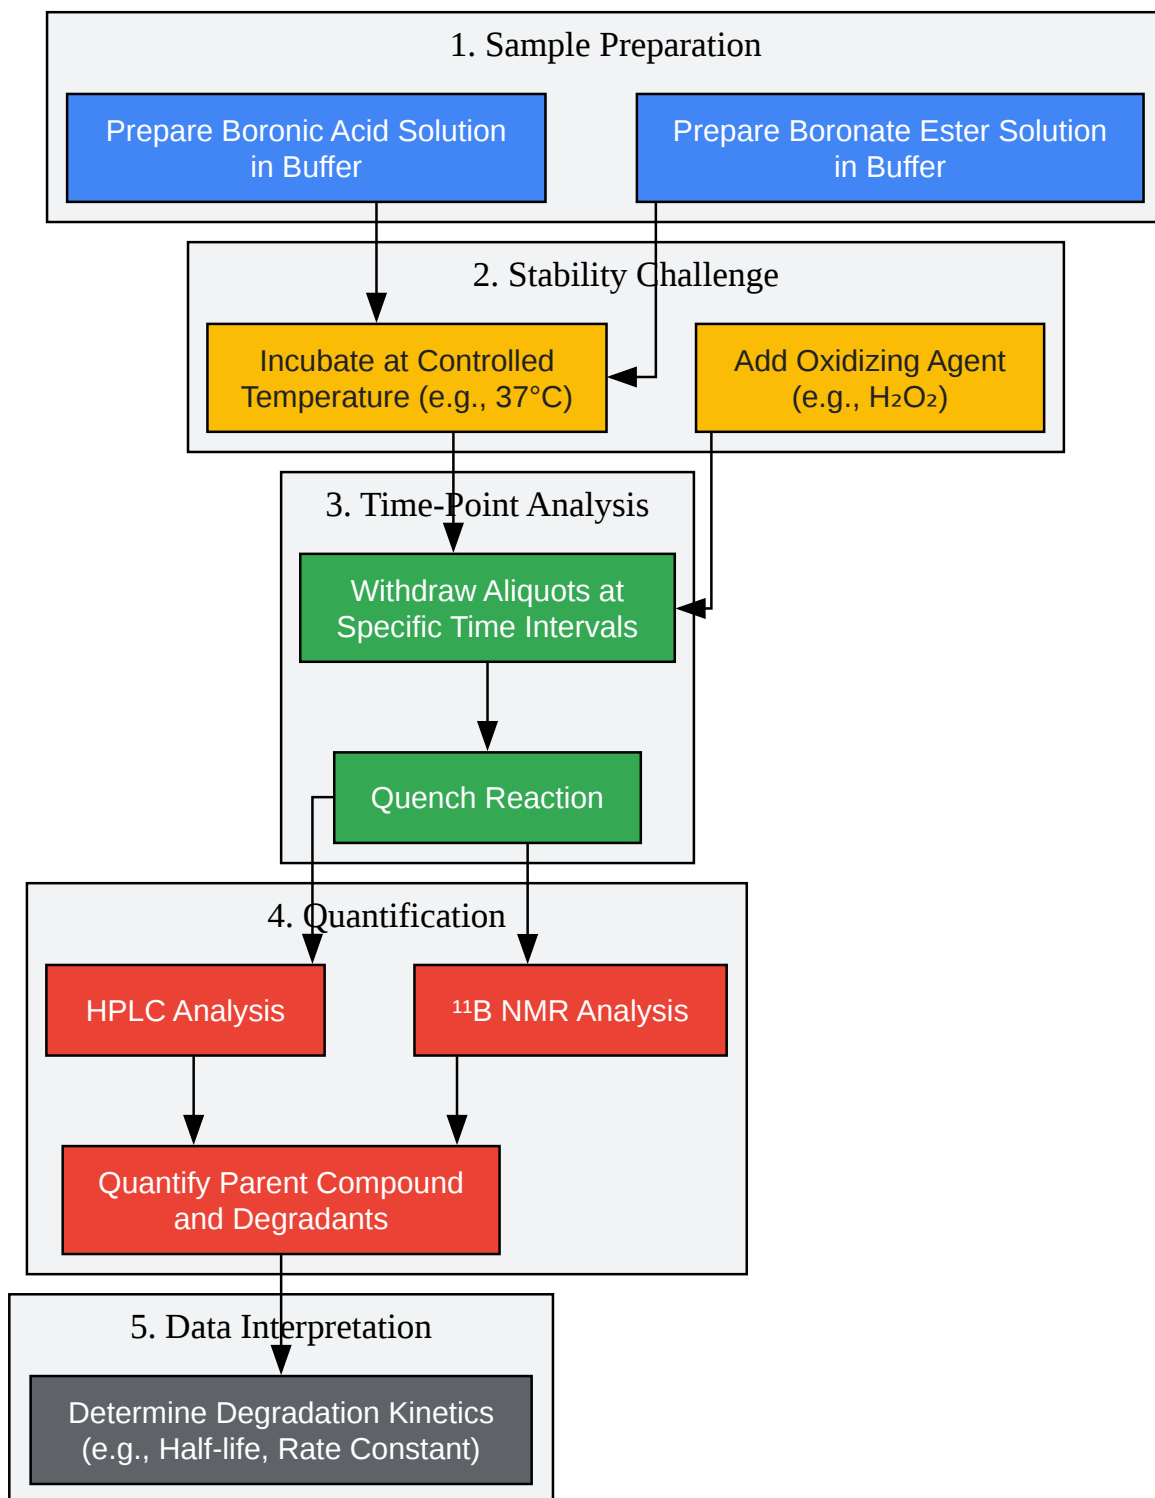 1. Sample Preparation
Prepare Boronic Acid Solution
in Buffer
Prepare Boronate Ester Solution
in Buffer
2. Stability Challenge
Incubate at Controlled
Temperature (e.g., 37°C)
Add Oxidizing Agent
(e.g., H₂O₂)
3. Time-Point Analysis
Withdraw Aliquots at
Specific Time Intervals
Quench Reaction
4. Quantification
HPLC Analysis
¹¹B NMR Analysis
Quantify Parent Compound
and Degradants
5. Data Interpretation
Determine Degradation Kinetics
(e.g., Half-life, Rate Constant)